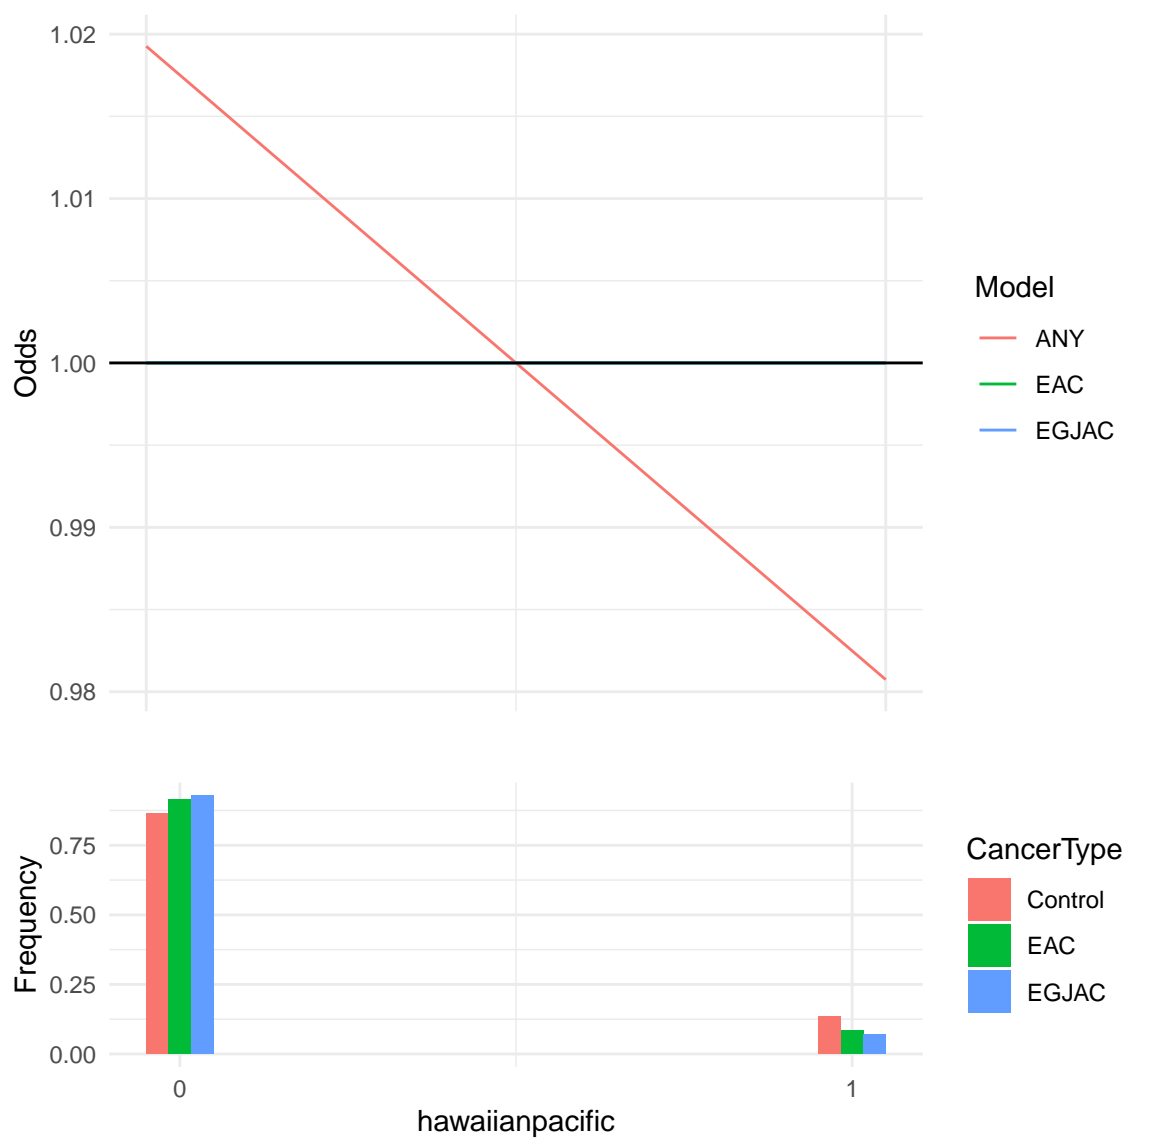 1.02
1.01
1.00
0.99
0.98
Odds
Model
ANY
EAC
EGJAC
0.75
0.50
0.25
0.00
Frequency
0
1
hawaiianpacific
CancerType
Control
EAC
EGJAC